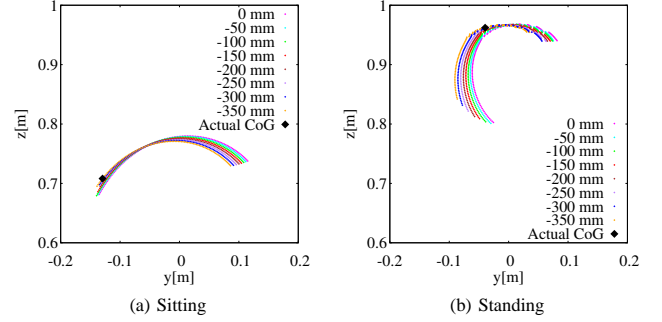 1
0.9
0.8
0.7
0.6
z[m]
-0.2
-0.1
0
0.1
0.2
y[m]
0 mm
-50 mm
-100 mm
-150 mm
-200 mm
-250 mm
-300 mm
-350 mm
Actual CoG
(a) Sitting
1
0.9
0.8
0.7
0.6
z[m]
-0.2
-0.1
0
0.1
0.2
y[m]
0 mm
-50 mm
-100 mm
-150 mm
-200 mm
-250 mm
-300 mm
-350 mm
Actual CoG
(b) Standing